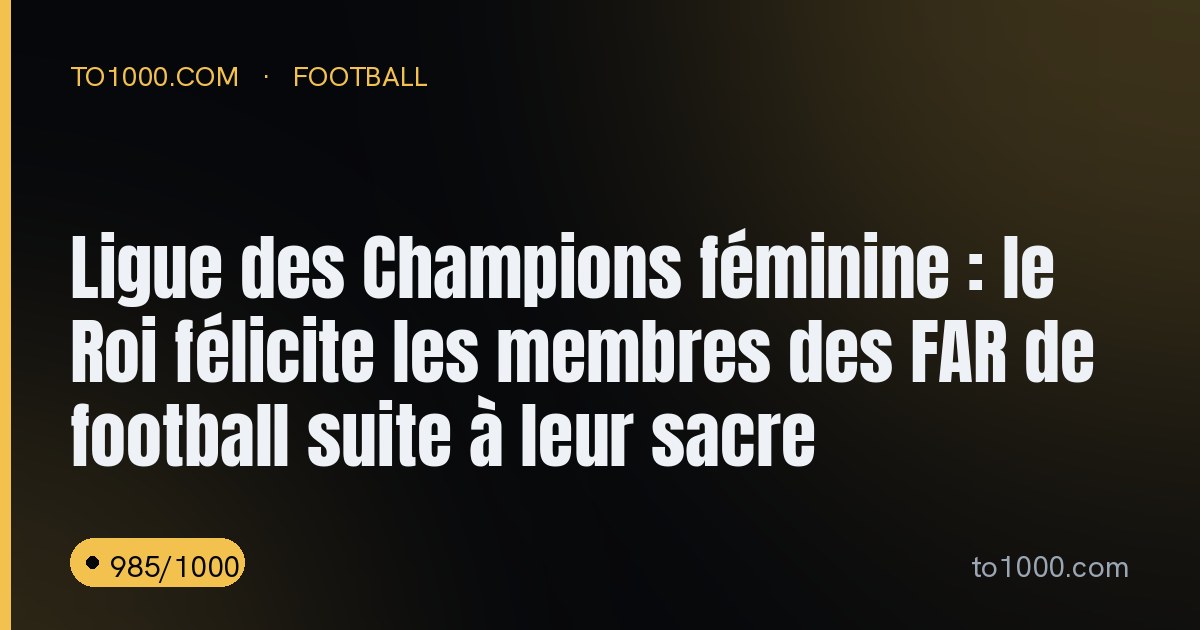 TO1000.COM · FOOTBALL
Ligue des Champions féminine : le
Roi félicite les membres des FAR de
football suite à leur sacre
985/1000
to1000.com